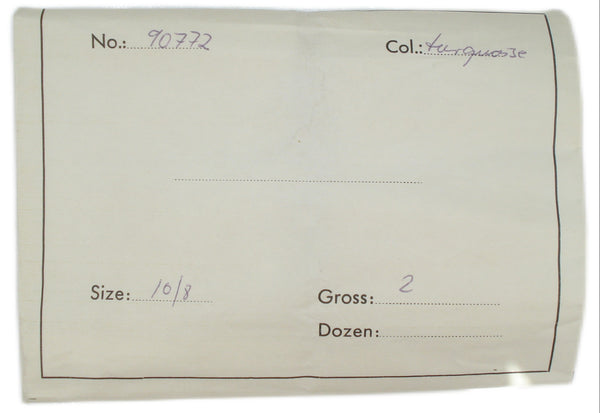 No.: 90772 Col.: turquoise
Size: 10/8
Gross: 2
Dozen: